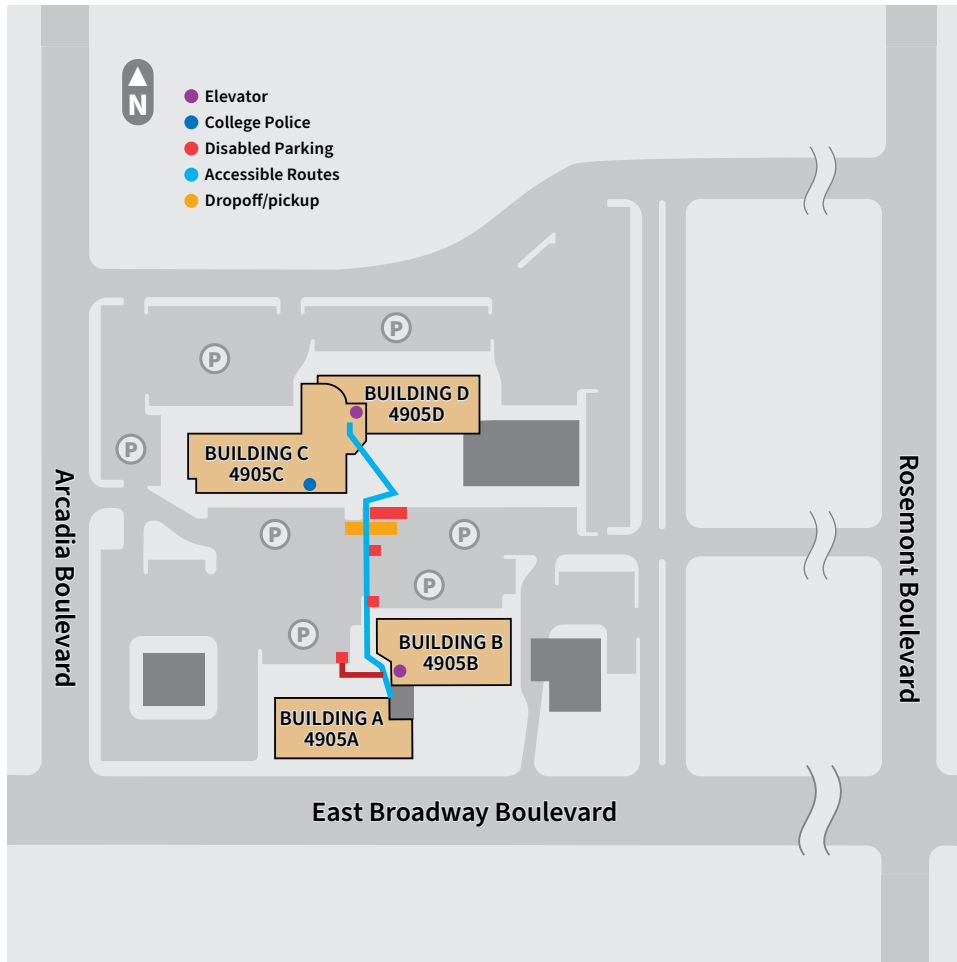 N
Elevator
College Police
Disabled Parking
Accessible Routes
Dropoff/pickup
P
P
BUILDING D
4905D
P
BUILDING C
4905C
Arcadia Boulevard
Rosemont Boulevard
P
P
P
P
BUILDING B
4905B
BUILDING A
4905A
East Broadway Boulevard